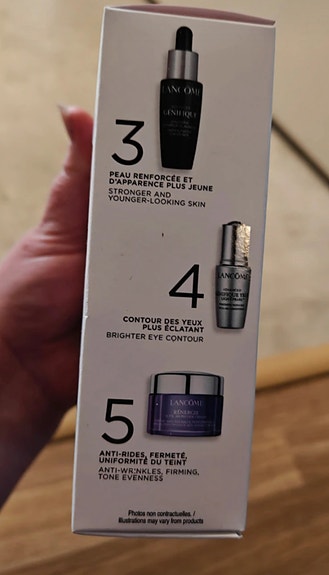 LANCÔME
GÉNIFIQUE
3
PEAU RENFORCÉE ET
D'APPARENCE PLUS JEUNE
STRONGER AND
YOUNGER-LOOKING SKIN
LANCÔME
4
CONTOUR DES YEUX
PLUS ÉCLATANT
BRIGHTER EYE CONTOUR
LANCÔME
RÉNERGIE
5
ANTI-RIDES, FERMETÉ,
UNIFORMITÉ DU TEINT
ANTI-WRINKLES, FIRMING,
TONE EVENNESS
Photos non contractuelles. /
Illustrations may vary from products